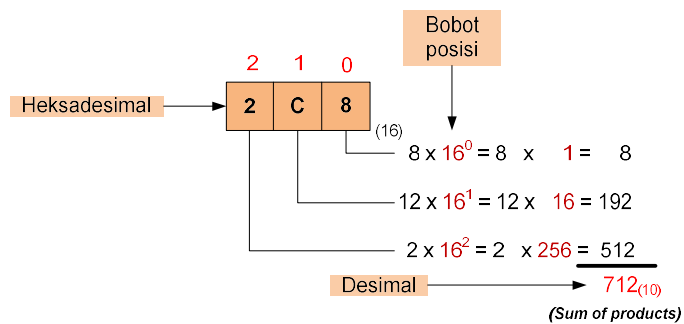 Bobot
posisi
2 1 0
Heksadesimal
2 C 8
(16)
8 x 16⁰ = 8 x 1 = 8
12 x 16¹ = 12 x 16 = 192
2 x 16² = 2 x 256 = 512
Desimal
712(10)
(Sum of products)